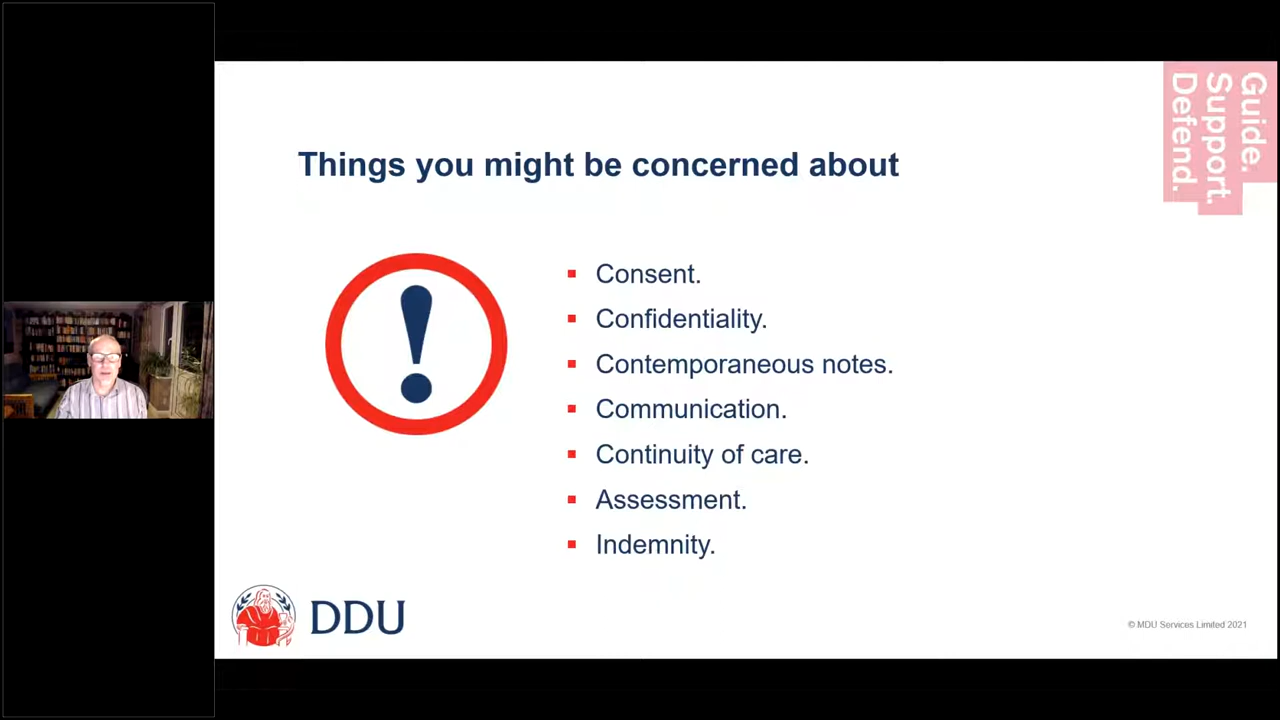 Guide.
Support.
Defend.
Things you might be concerned about
Consent.
Confidentiality.
Contemporaneous notes.
Communication.
Continuity of care.
Assessment.
Indemnity.
DDU
© MDU Services Limited 2021